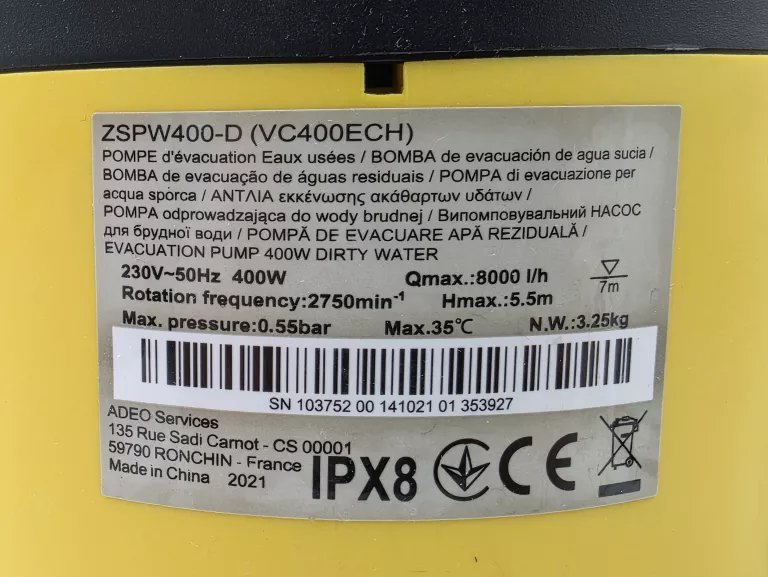 ZSPW400-D (VC400ECH)
POMPE d'évacuation Eaux usées / BOMBA de evacuación de agua sucia /
BOMBA de evacuação de águas residuais / POMPA di evacuazione per
acqua sporca / ΑΝΤΛΙΑ εκκένωσης ακάθαρτων υδάτων /
POMPA odprowadzająca do wody brudnej / Випомповувальний НАСОС
для брудної води / POMPĂ DE EVACUARE APĂ REZIDUALĂ /
EVACUATION PUMP 400W DIRTY WATER
230V~50Hz 400W Qmax.:8000 l/h
7m
Rotation frequency:2750min⁻¹ Hmax.:5.5m
Max. pressure:0.55bar Max.35℃ N.W.:3.25kg
SN 103752 00 141021 01 353927
ADEO Services
135 Rue Sadi Carnot - CS 00001
59790 RONCHIN - France
Made in China 2021
IPX8 CE